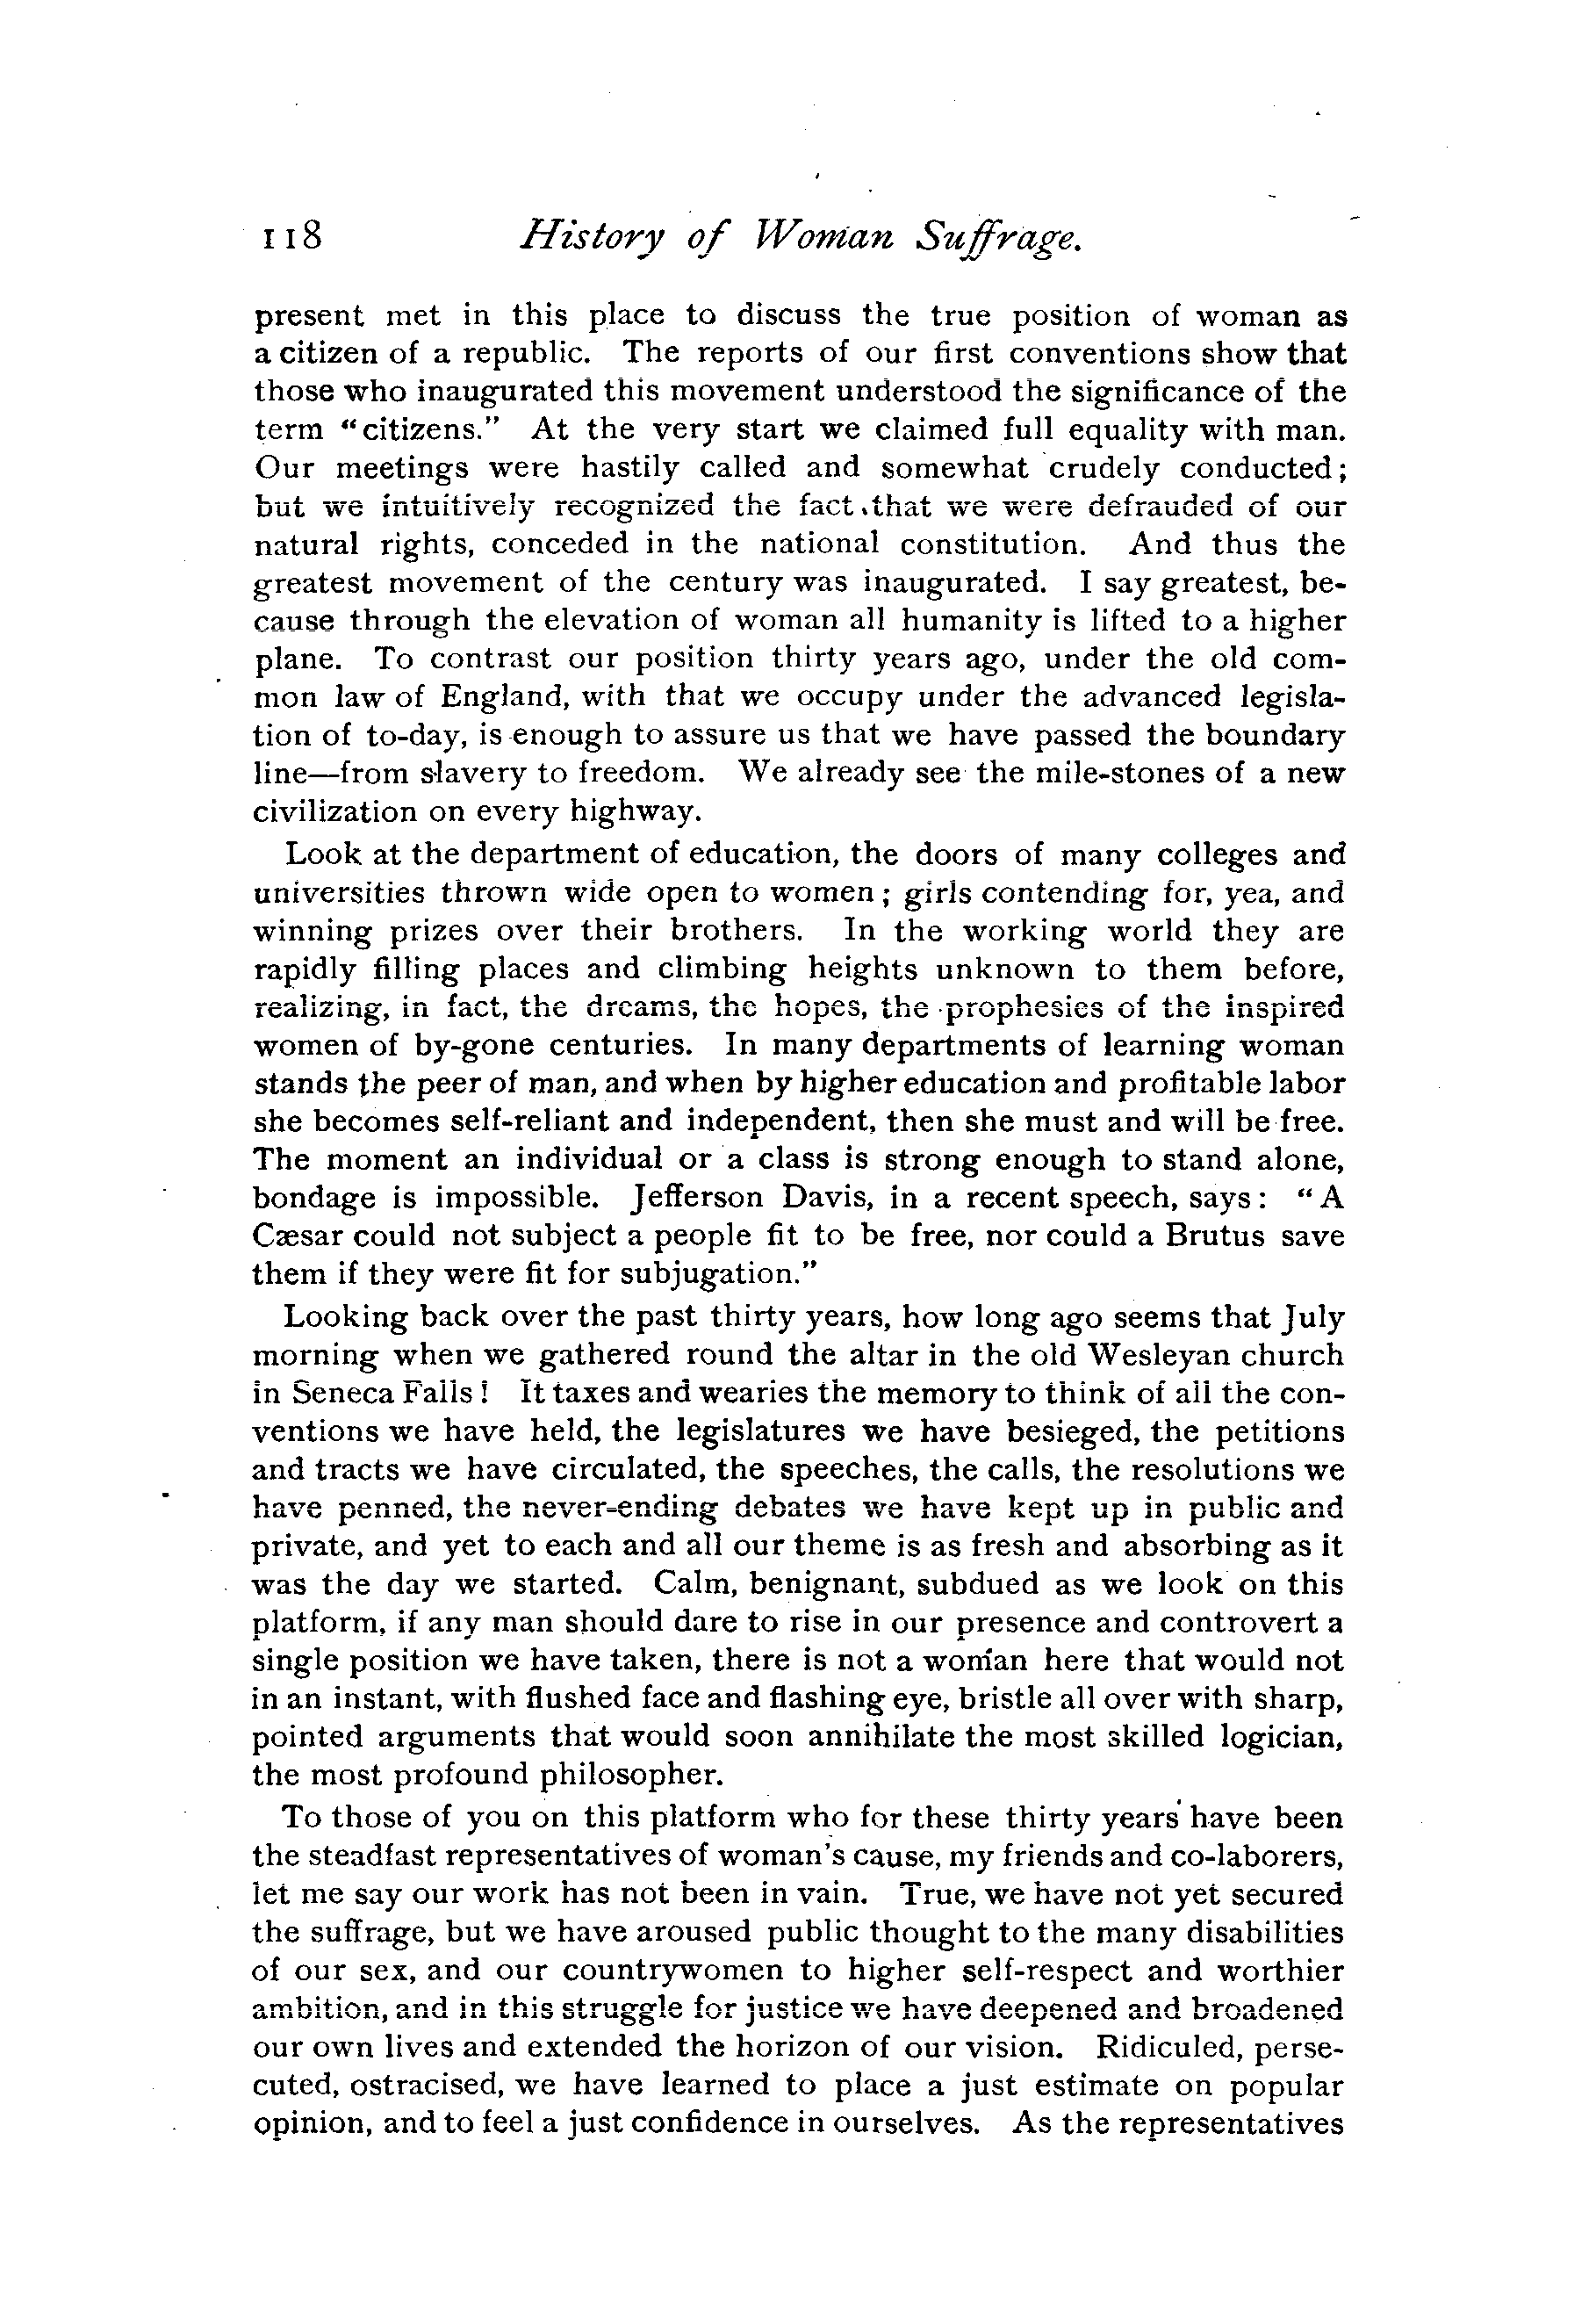 118 History of Woman Suffrage.
present met in this place to discuss the true position of woman as
a citizen of a republic. The reports of our first conventions show that
those who inaugurated this movement understood the significance of the
term "citizens." At the very start we claimed full equality with man.
Our meetings were hastily called and somewhat crudely conducted;
but we intuitively recognized the fact that we were defrauded of our
natural rights, conceded in the national constitution. And thus the
greatest movement of the century was inaugurated. I say greatest, be-
cause through the elevation of woman all humanity is lifted to a higher
plane. To contrast our position thirty years ago, under the old com-
mon law of England, with that we occupy under the advanced legisla-
tion of to-day, is enough to assure us that we have passed the boundary
line—from slavery to freedom. We already see the mile-stones of a new
civilization on every highway.
Look at the department of education, the doors of many colleges and
universities thrown wide open to women; girls contending for, yea, and
winning prizes over their brothers. In the working world they are
rapidly filling places and climbing heights unknown to them before,
realizing, in fact, the dreams, the hopes, the prophesies of the inspired
women of by-gone centuries. In many departments of learning woman
stands the peer of man, and when by higher education and profitable labor
she becomes self-reliant and independent, then she must and will be free.
The moment an individual or a class is strong enough to stand alone,
bondage is impossible. Jefferson Davis, in a recent speech, says: "A
Cæsar could not subject a people fit to be free, nor could a Brutus save
them if they were fit for subjugation."
Looking back over the past thirty years, how long ago seems that July
morning when we gathered round the altar in the old Wesleyan church
in Seneca Falls! It taxes and wearies the memory to think of all the con-
ventions we have held, the legislatures we have besieged, the petitions
and tracts we have circulated, the speeches, the calls, the resolutions we
have penned, the never-ending debates we have kept up in public and
private, and yet to each and all our theme is as fresh and absorbing as it
was the day we started. Calm, benignant, subdued as we look on this
platform, if any man should dare to rise in our presence and controvert a
single position we have taken, there is not a woman here that would not
in an instant, with flushed face and flashing eye, bristle all over with sharp,
pointed arguments that would soon annihilate the most skilled logician,
the most profound philosopher.
To those of you on this platform who for these thirty years have been
the steadfast representatives of woman's cause, my friends and co-laborers,
let me say our work has not been in vain. True, we have not yet secured
the suffrage, but we have aroused public thought to the many disabilities
of our sex, and our countrywomen to higher self-respect and worthier
ambition, and in this struggle for justice we have deepened and broadened
our own lives and extended the horizon of our vision. Ridiculed, perse-
cuted, ostracised, we have learned to place a just estimate on popular
opinion, and to feel a just confidence in ourselves. As the representatives